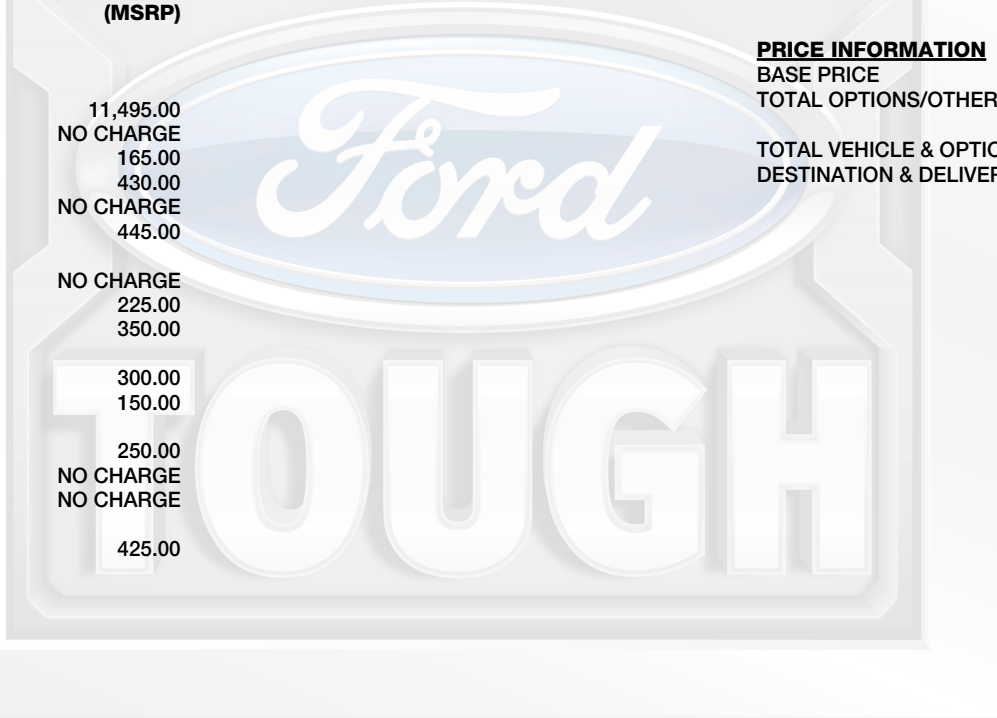 (MSRP)
11,495.00
NO CHARGE
165.00
430.00
NO CHARGE
445.00
NO CHARGE
225.00
350.00
300.00
150.00
250.00
NO CHARGE
NO CHARGE
425.00
PRICE INFORMATION
BASE PRICE
TOTAL OPTIONS/OTHER
TOTAL VEHICLE & OPTIO
DESTINATION & DELIVER
Ford
TOUGH